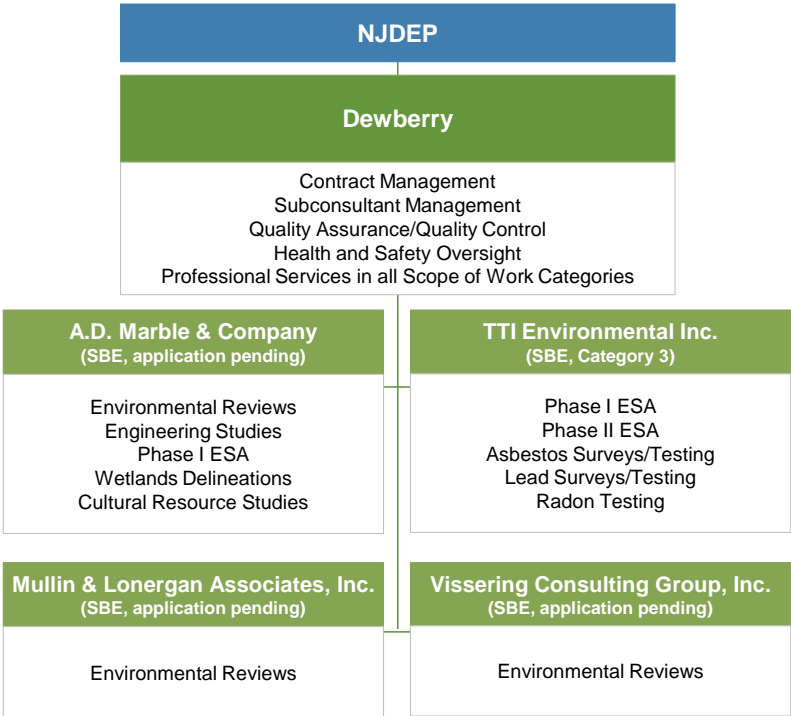 NJDEP
Dewberry
Contract Management
Subconsultant Management
Quality Assurance/Quality Control
Health and Safety Oversight
Professional Services in all Scope of Work Categories
A.D. Marble & Company
(SBE, application pending)
Environmental Reviews
Engineering Studies
Phase I ESA
Wetlands Delineations
Cultural Resource Studies
TTI Environmental Inc.
(SBE, Category 3)
Phase I ESA
Phase II ESA
Asbestos Surveys/Testing
Lead Surveys/Testing
Radon Testing
Mullin & Lonergan Associates, Inc.
(SBE, application pending)
Environmental Reviews
Vissering Consulting Group, Inc.
(SBE, application pending)
Environmental Reviews